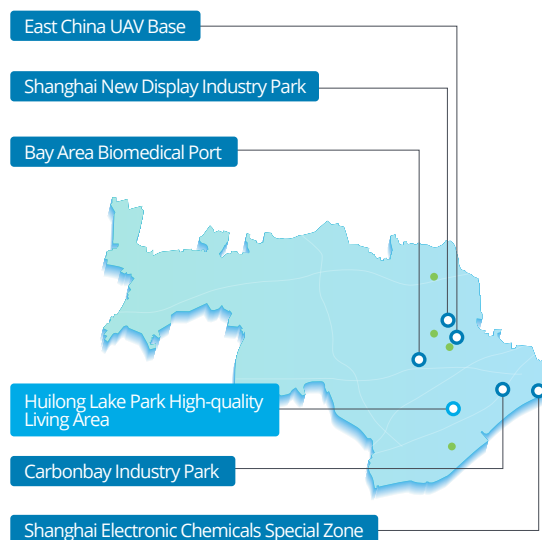 East China UAV Base
Shanghai New Display Industry Park
Bay Area Biomedical Port
Huilong Lake Park High-quality
Living Area
Carbonbay Industry Park
Shanghai Electronic Chemicals Special Zone